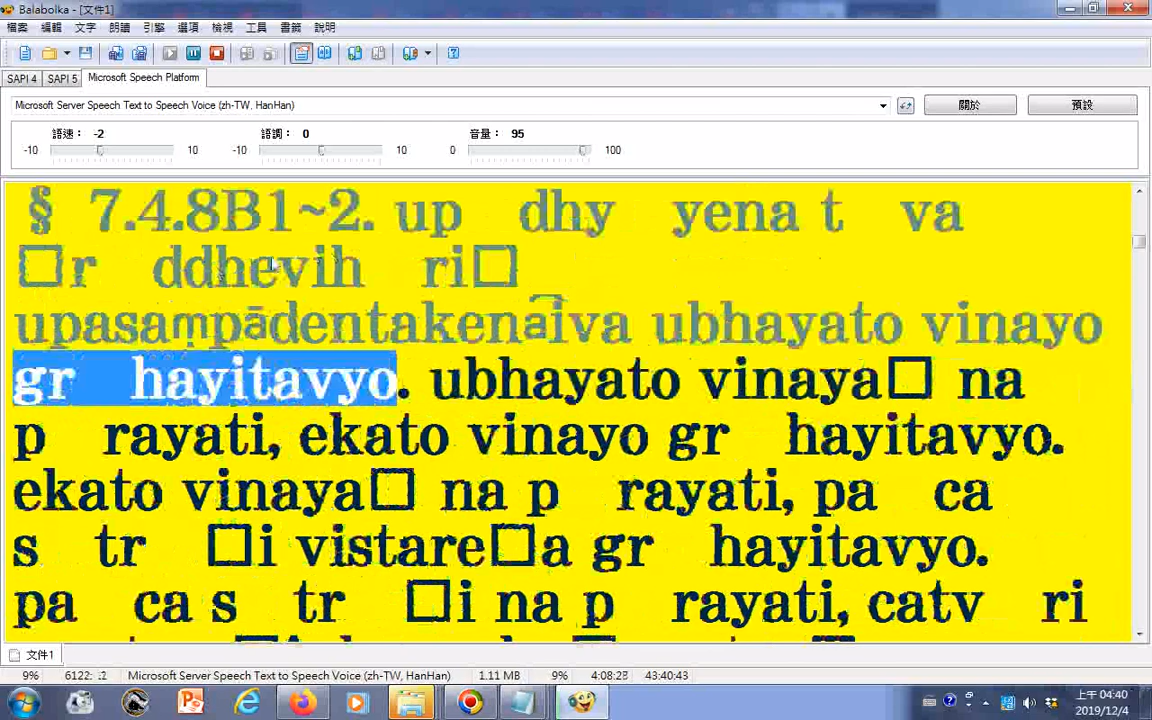 Balabolka - [文件1]
檔案 編輯 文字 朗讀 引擎 選項 檢視 工具 書籤 說明
SAPI 4 SAPI 5 Microsoft Speech Platform
Microsoft Server Speech Text to Speech Voice (zh-TW, HanHan) 關於 預設
語速： -2 語調： 0 音量： 95
-10 10 -10 10 0 100
§ 7.4.8B1~2. up dhy yena t va
□r ddhevih ri□
upasaṃpādentakenāiva ubhayato vinayo
gr hayitavyo. ubhayato vinaya□ na
p rayati, ekato vinayo gr hayitavyo.
ekato vinaya□ na p rayati, pa ca
s tr □i vistare□a gr hayitavyo.
pa ca s tr □i na p rayati, catv ri
文件1
9% Microsoft Server Speech Text to Speech Voice (zh-TW, HanHan) 1.11 MB 9% 43:40:43
上午 04:40
2019/12/4